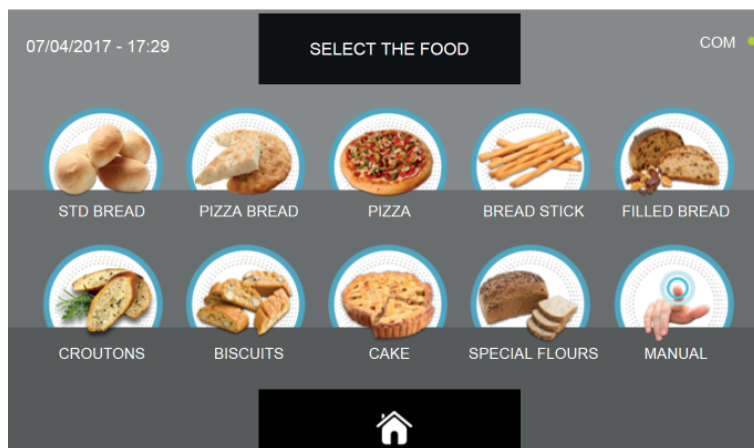 07/04/2017 - 17:29
SELECT THE FOOD
COM
STD BREAD
PIZZA BREAD
PIZZA
BREAD STICK
FILLED BREAD
CROUTONS
BISCUITS
CAKE
SPECIAL FLOURS
MANUAL